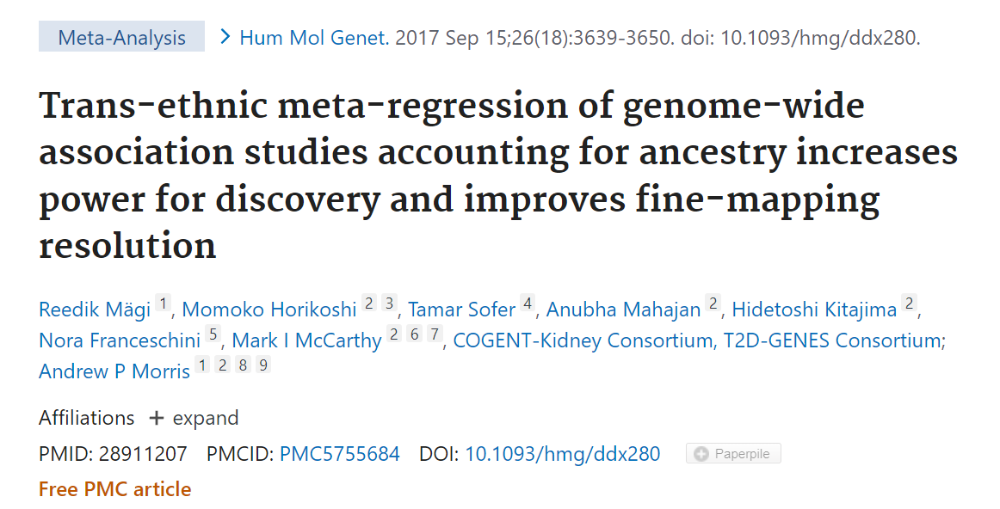 Meta-Analysis > Hum Mol Genet. 2017 Sep 15;26(18):3639-3650. doi: 10.1093/hmg/ddx280.
Trans-ethnic meta-regression of genome-wide
association studies accounting for ancestry increases
power for discovery and improves fine-mapping
resolution
Reedik Mägi 1, Momoko Horikoshi 2 3, Tamar Sofer 4, Anubha Mahajan 2, Hidetoshi Kitajima 2,
Nora Franceschini 5, Mark I McCarthy 2 6 7, COGENT-Kidney Consortium, T2D-GENES Consortium;
Andrew P Morris 1 2 8 9
Affiliations + expand
PMID: 28911207 PMCID: PMC5755684 DOI: 10.1093/hmg/ddx280 Paperpile
Free PMC article